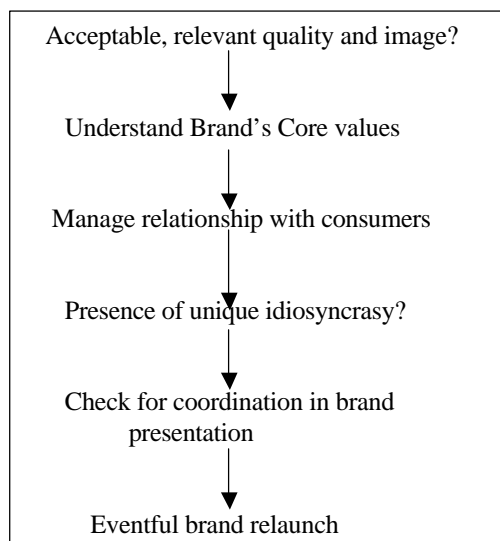 Acceptable, relevant quality and image?
Understand Brand’s Core values
Manage relationship with consumers
Presence of unique idiosyncrasy?
Check for coordination in brand
presentation
Eventful brand relaunch